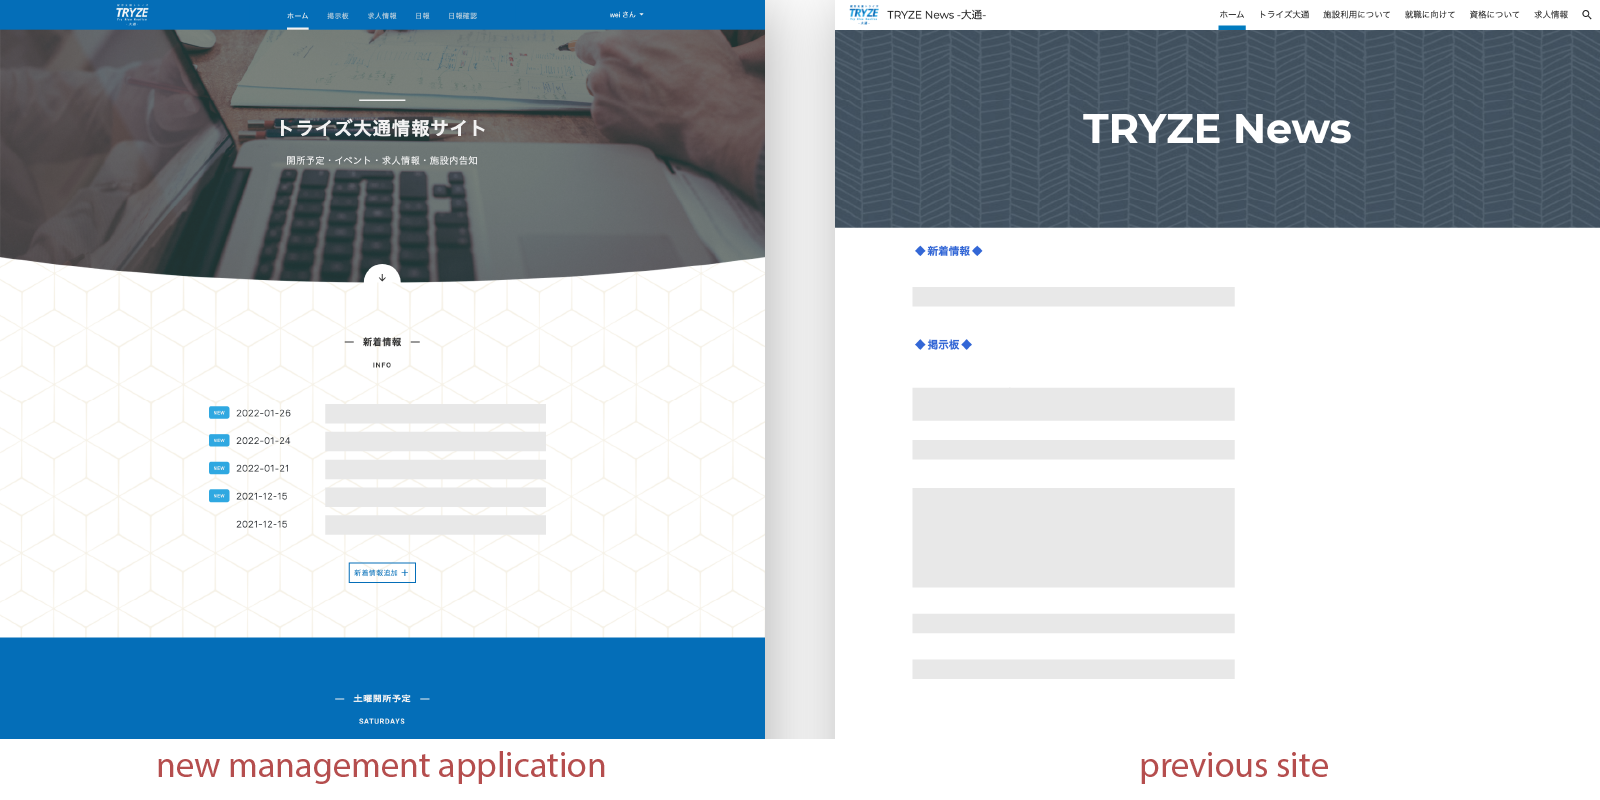 TRYZE
大通
ホーム 掲示板 求人情報 日報 日報確認
wei さん
トライズ大通情報サイト
開所予定・イベント・求人情報・施設内告知
新着情報
INFO
NEW 2022-01-26
NEW 2022-01-24
NEW 2022-01-21
NEW 2021-12-15
2021-12-15
新着情報追加 +
土曜開所予定
SATURDAYS
new management application
TRYZE
TRYZE News -大通-
ホーム トライズ大通 施設利用について 就職に向けて 資格について 求人情報
TRYZE News
◆ 新着情報 ◆
◆ 掲示板 ◆
previous site